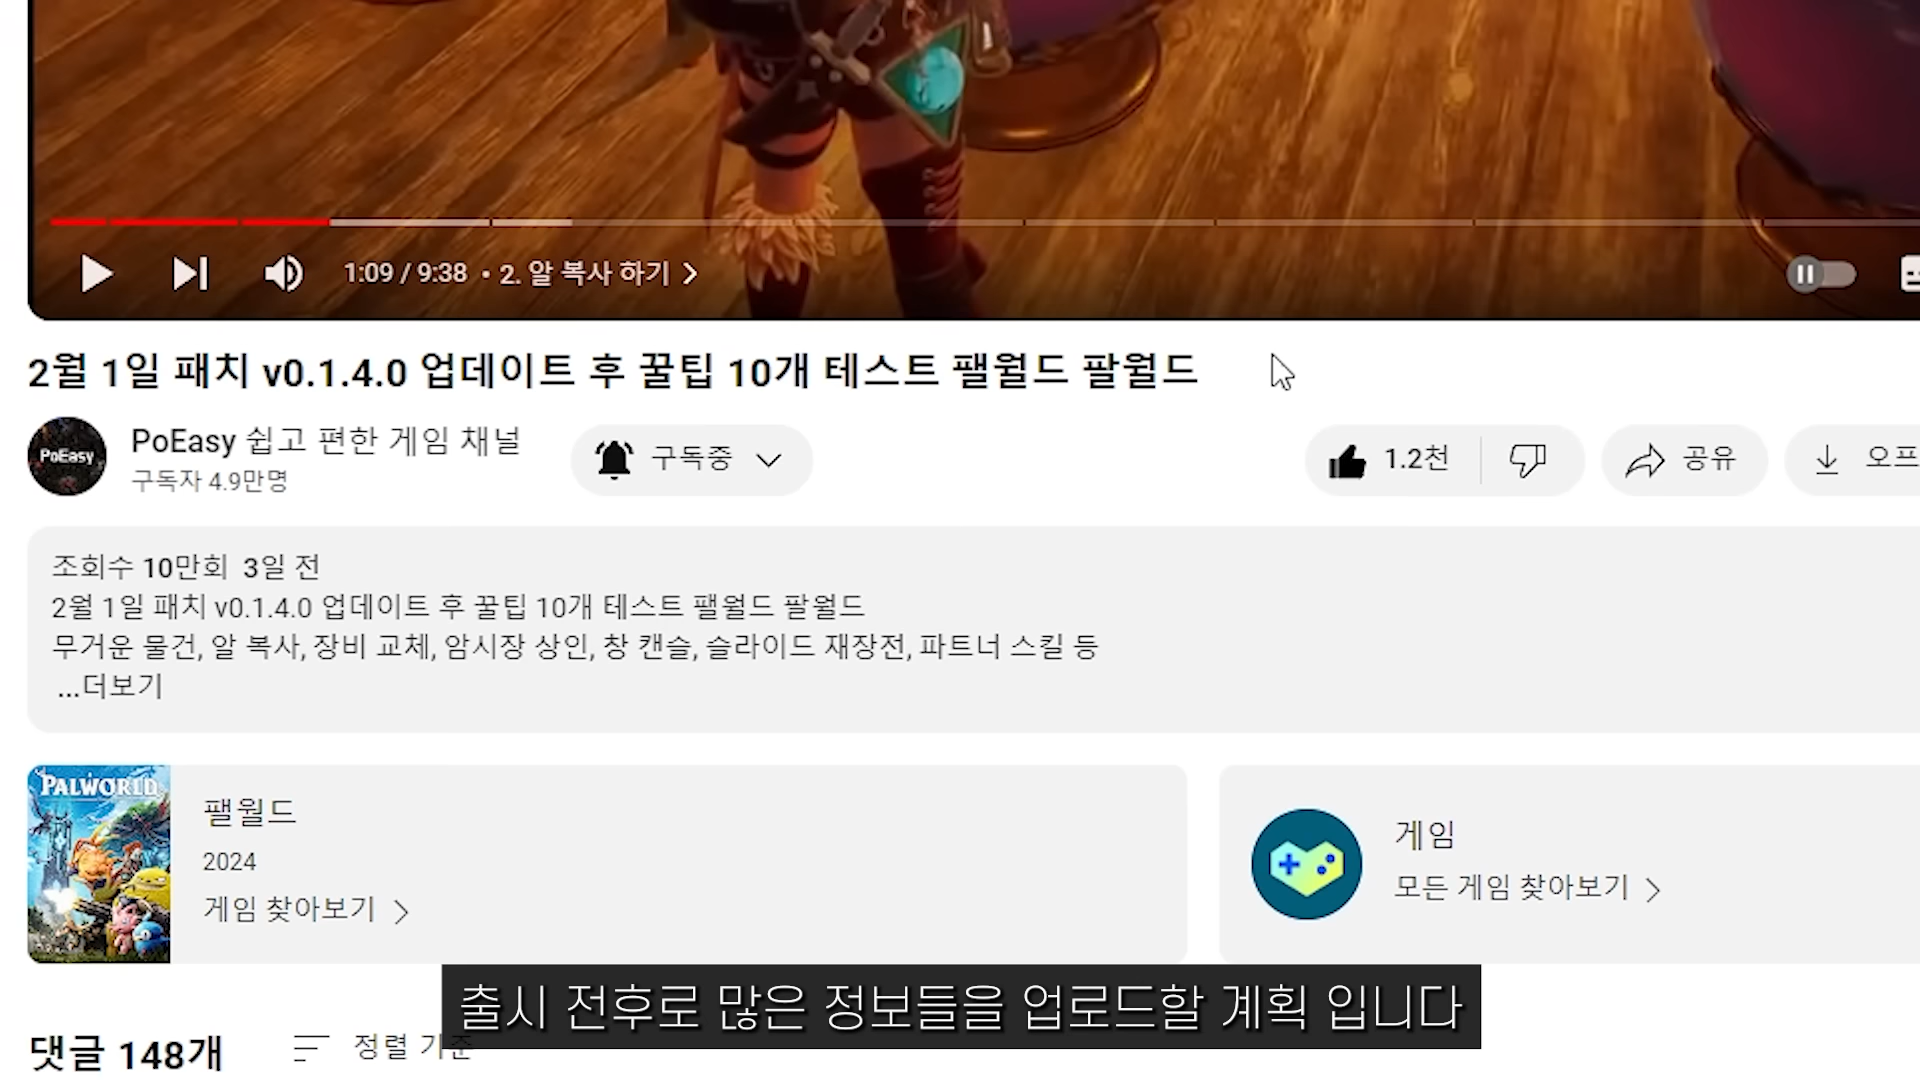 1:09 / 9:38 • 2. 알 복사 하기
2월 1일 패치 v0.1.4.0 업데이트 후 꿀팁 10개 테스트 팰월드 팔월드
PoEasy
PoEasy 쉽고 편한 게임 채널
구독자 4.9만명
구독중
1.2천
공유
오프
조회수 10만회 3일 전
2월 1일 패치 v0.1.4.0 업데이트 후 꿀팁 10개 테스트 팰월드 팔월드
무거운 물건, 알 복사, 장비 교체, 암시장 상인, 창 캔슬, 슬라이드 재장전, 파트너 스킬 등
...더보기
PALWORLD
팰월드
2024
게임 찾아보기
게임
모든 게임 찾아보기
출시 전후로 많은 정보들을 업로드할 계획 입니다
댓글 148개
정렬 기준